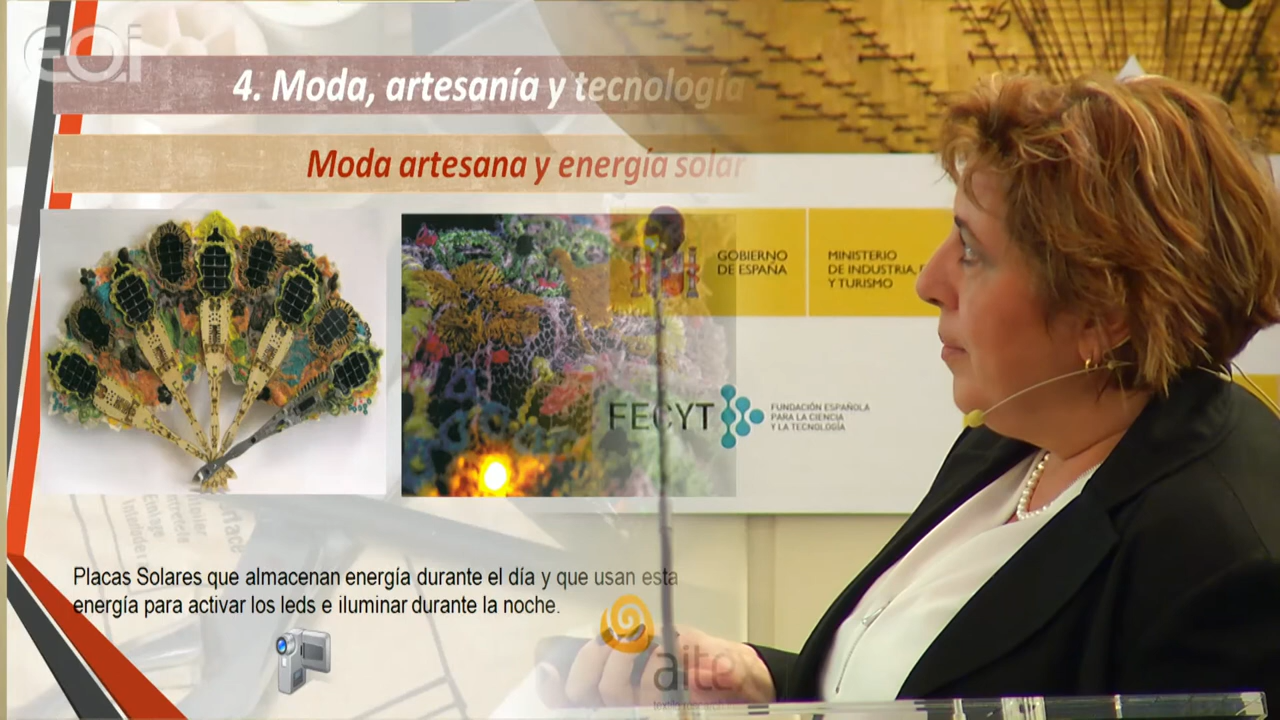 EOi
4. Moda, artesanía y tecnología
Moda artesana y energía solar
GOBIERNO
DE ESPAÑA
MINISTERIO
DE INDUSTRIA,
Y TURISMO
FECYT
FUNDACIÓN ESPAÑOLA
PARA LA CIENCIA
Y LA TECNOLOGÍA
Placas Solares que almacenan energía durante el día y que usan esta
energía para activar los leds e iluminar durante la noche.
aitex